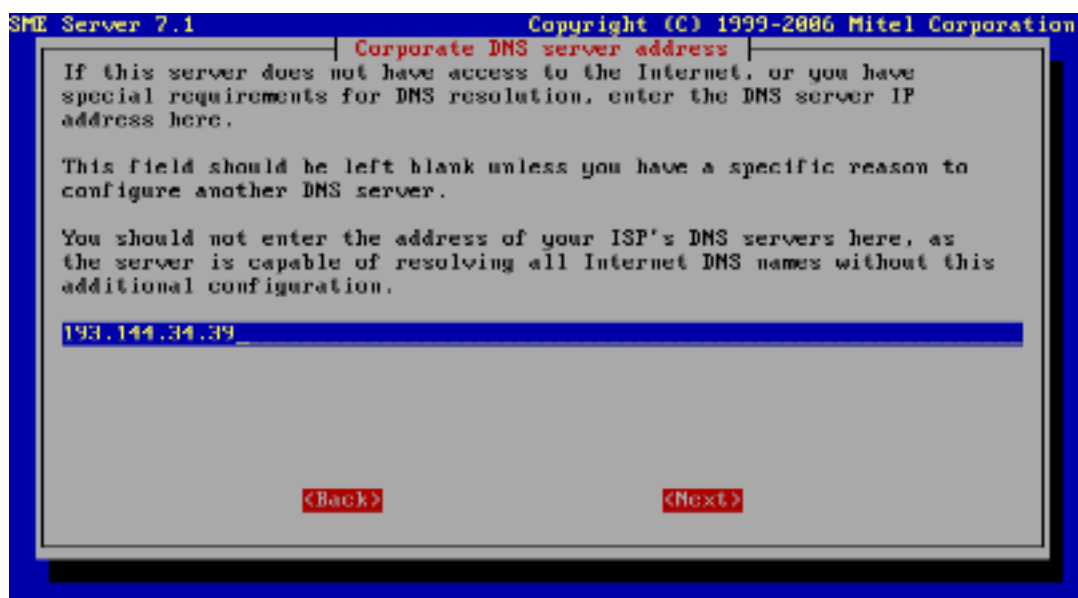 SME Server 7.1 Copyright (C) 1999-2006 Mitel Corporation
Corporate DNS server address
If this server does not have access to the Internet, or you have
special requirements for DNS resolution, enter the DNS server IP
address here.
This field should be left blank unless you have a specific reason to
configure another DNS server.
You should not enter the address of your ISP's DNS servers here, as
the server is capable of resolving all Internet DNS names without this
additional configuration.
193.144.34.39_
<Back> <Next>